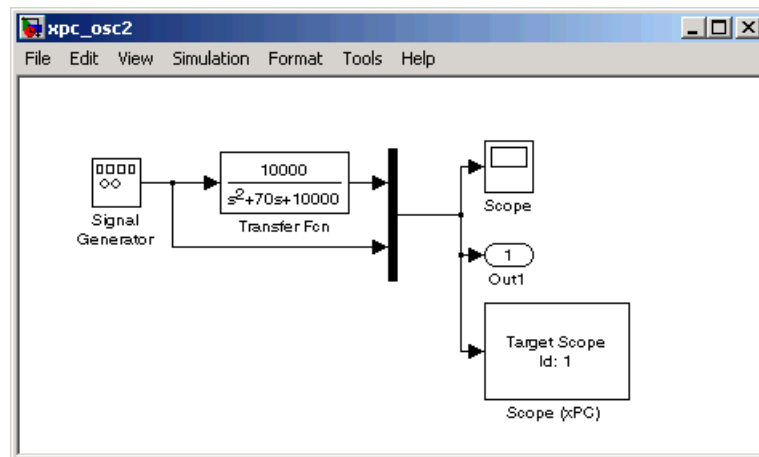 xpc_osc2
File Edit View Simulation Format Tools Help
Signal
Generator
10000
s²+70s+10000
Transfer Fcn
Scope
1
Out1
Target Scope
Id: 1
Scope (xPC)